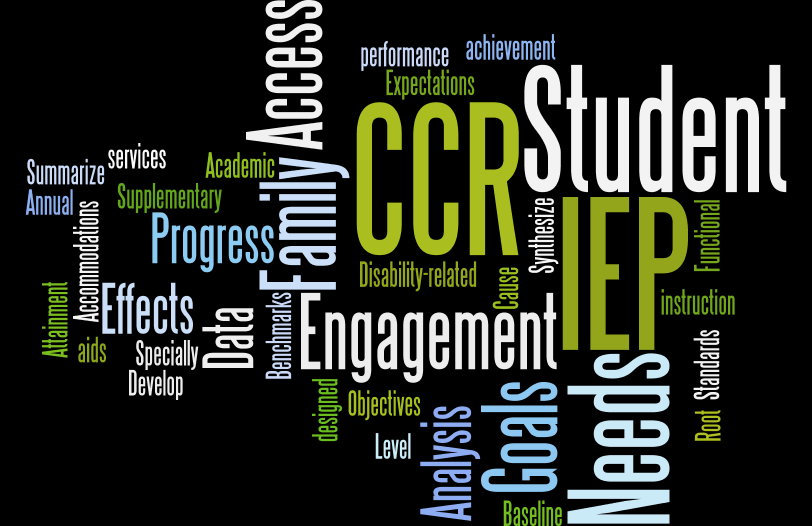 Access
performance
achievement
Expectations
Student
CCR
services
Summarize
Academic
Annual
Supplementary
Family
Accommodations
Progress
Synthesize
IEP
Functional
Disability-related
Cause
instruction
Attainment
Effects
Data
Benchmarks
Engagement
aids
Specially
Develop
Needs
Standards
designed
Objectives
Goals
Analysis
Root
Level
Baseline